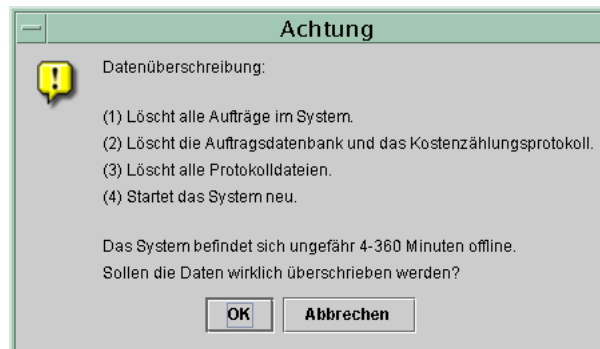 Achtung
Datenüberschreibung:
(1) Löscht alle Aufträge im System.
(2) Löscht die Auftragsdatenbank und das Kostenzählungsprotokoll.
(3) Löscht alle Protokolldateien.
(4) Startet das System neu.
Das System befindet sich ungefähr 4-360 Minuten offline.
Sollen die Daten wirklich überschrieben werden?
OK Abbrechen